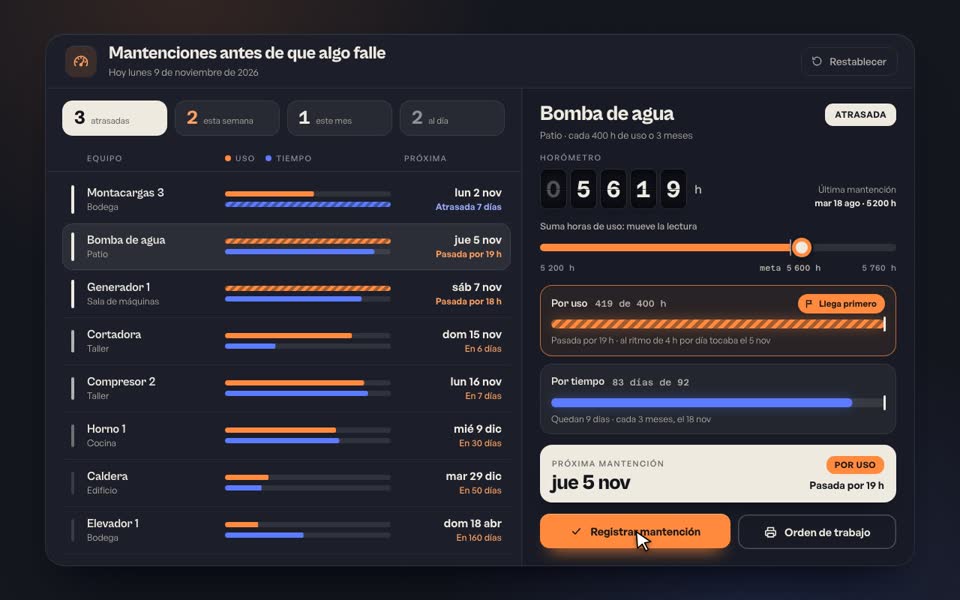 Mantenciones antes de que algo falle
Hoy lunes 9 de noviembre de 2026
Restablecer
3 atrasadas
2 esta semana
1 este mes
2 al día
EQUIPO
USO
TIEMPO
PRÓXIMA
Montacargas 3
Bodega
lun 2 nov
Atrasada 7 días
Bomba de agua
Patio
jue 5 nov
Pasada por 19 h
Generador 1
Sala de máquinas
sáb 7 nov
Pasada por 18 h
Cortadora
Taller
dom 15 nov
En 6 días
Compresor 2
Taller
lun 16 nov
En 7 días
Horno 1
Cocina
mié 9 dic
En 30 días
Caldera
Edificio
mar 29 dic
En 50 días
Elevador 1
Bodega
dom 18 abr
En 160 días
Bomba de agua
ATRASADA
Patio · cada 400 h de uso o 3 meses
HORÓMETRO
0 5 6 1 9 h
Última mantención
mar 18 ago · 5 200 h
Suma horas de uso: mueve la lectura
5 200 h
meta 5 600 h
5 760 h
Por uso 419 de 400 h
Llega primero
Pasada por 19 h · al ritmo de 4 h por día tocaba el 5 nov
Por tiempo 83 días de 92
Quedan 9 días · cada 3 meses, el 18 nov
PRÓXIMA MANTENCIÓN
POR USO
jue 5 nov
Pasada por 19 h
Registrar mantención
Orden de trabajo